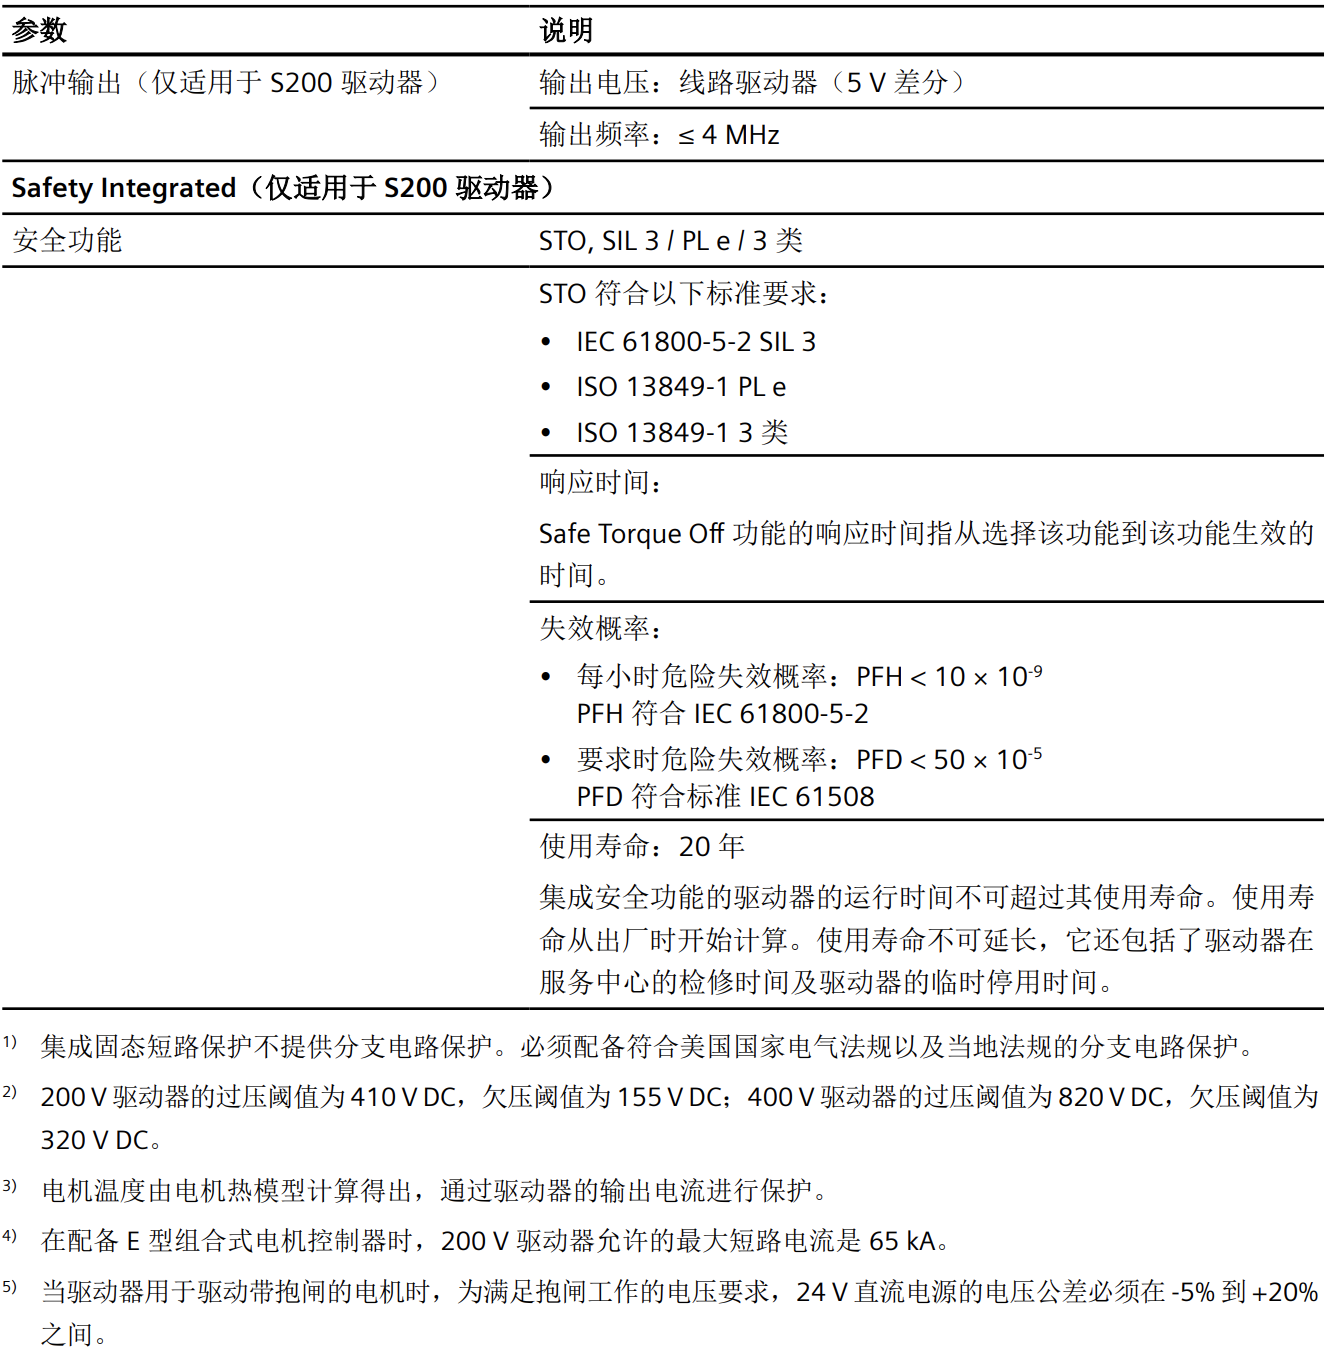 参数 说明
脉冲输出（仅适用于 S200 驱动器） 输出电压：线路驱动器（5 V 差分）
输出频率：≤ 4 MHz
Safety Integrated（仅适用于 S200 驱动器）
安全功能 STO, SIL 3 / PL e / 3 类
STO 符合以下标准要求：
• IEC 61800-5-2 SIL 3
• ISO 13849-1 PL e
• ISO 13849-1 3 类
响应时间：
Safe Torque Off 功能的响应时间指从选择该功能到该功能生效的
时间。
失效概率：
• 每小时危险失效概率：PFH < 10 × 10⁻⁹
PFH 符合 IEC 61800-5-2
• 要求时危险失效概率：PFD < 50 × 10⁻⁵
PFD 符合标准 IEC 61508
使用寿命：20 年
集成安全功能的驱动器的运行时间不可超过其使用寿命。使用寿
命从出厂时开始计算。使用寿命不可延长，它还包括了驱动器在
服务中心的检修时间及驱动器的临时停用时间。
1) 集成固态短路保护不提供分支电路保护。必须配备符合美国国家电气法规以及当地法规的分支电路保护。
2) 200 V 驱动器的过压阈值为 410 V DC，欠压阈值为 155 V DC；400 V 驱动器的过压阈值为 820 V DC，欠压阈值为
320 V DC。
3) 电机温度由电机热模型计算得出，通过驱动器的输出电流进行保护。
4) 在配备 E 型组合式电机控制器时，200 V 驱动器允许的最大短路电流是 65 kA。
5) 当驱动器用于驱动带抱闸的电机时，为满足抱闸工作的电压要求，24 V 直流电源的电压公差必须在 -5% 到 +20%
之间。